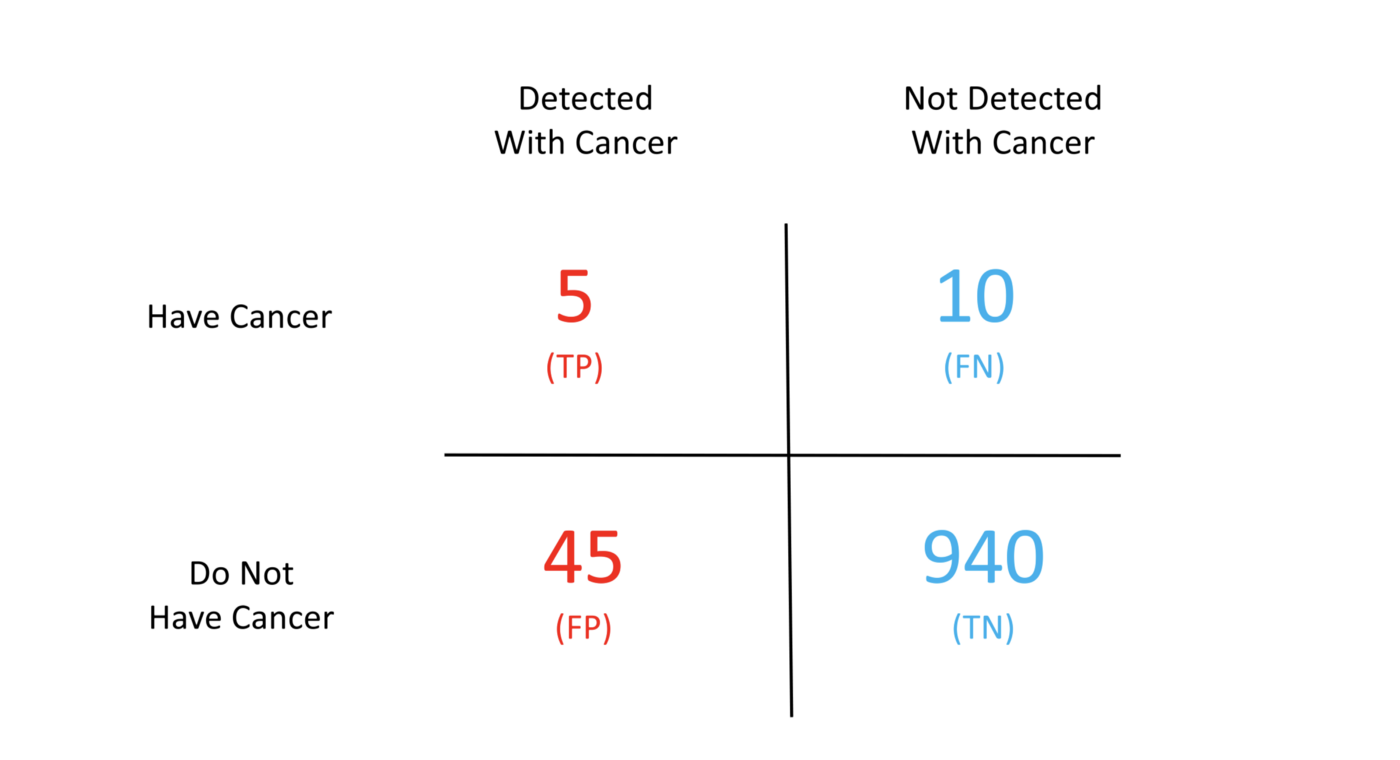 Detected
With Cancer
Not Detected
With Cancer
Have Cancer
5
(TP)
10
(FN)
Do Not
Have Cancer
45
(FP)
940
(TN)